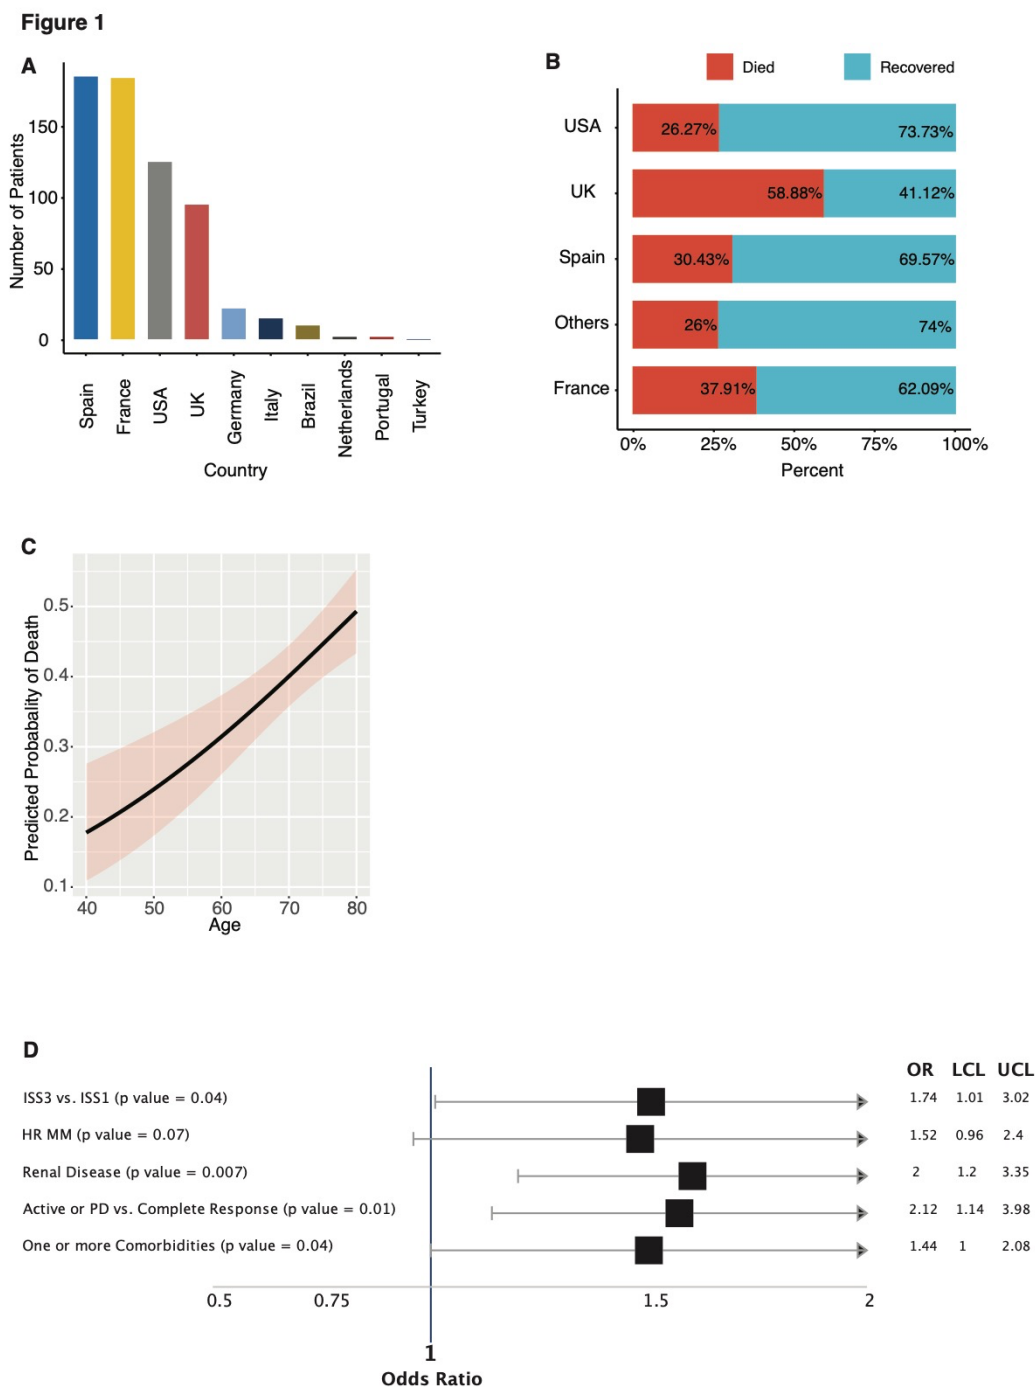 Figure 1
A
Number of Patients
150
100
50
0
Spain
France
USA
UK
Germany
Italy
Brazil
Netherlands
Portugal
Turkey
Country
B
Died
Recovered
USA
26.27%
73.73%
UK
58.88%
41.12%
Spain
30.43%
69.57%
Others
26%
74%
France
37.91%
62.09%
0% 25% 50% 75% 100%
Percent
C
Predicted Probabality of Death
0.5
0.4
0.3
0.2
0.1
40 50 60 70 80
Age
D
OR LCL UCL
ISS3 vs. ISS1 (p value = 0.04) 1.74 1.01 3.02
HR MM (p value = 0.07) 1.52 0.96 2.4
Renal Disease (p value = 0.007) 2 1.2 3.35
Active or PD vs. Complete Response (p value = 0.01) 2.12 1.14 3.98
One or more Comorbidities (p value = 0.04) 1.44 1 2.08
0.5 0.75 1.5 2
1
Odds Ratio